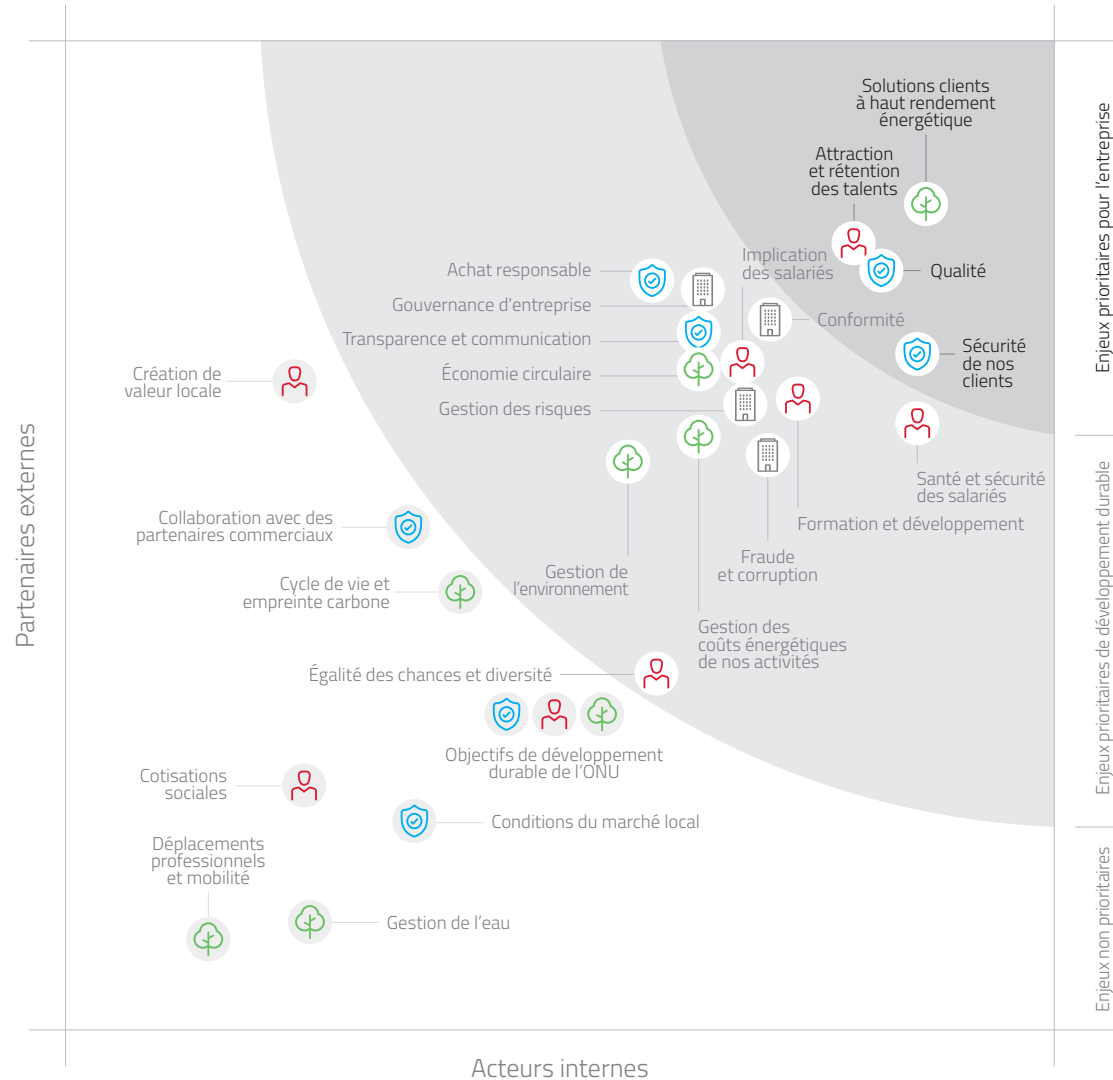 Solutions clients
à haut rendement
énergétique
Attraction
et rétention
des talents
Qualité
Implication
des salariés
Achat responsable
Gouvernance d'entreprise
Conformité
Transparence et communication
Sécurité
de nos
clients
Économie circulaire
Création de
valeur locale
Gestion des risques
Santé et sécurité
des salariés
Formation et développement
Collaboration avec des
partenaires commerciaux
Fraude
et corruption
Gestion de
l'environnement
Cycle de vie et
empreinte carbone
Gestion des
coûts énergétiques
de nos activités
Égalité des chances et diversité
Objectifs de développement
durable de l'ONU
Cotisations
sociales
Conditions du marché local
Déplacements
professionnels
et mobilité
Gestion de l'eau
Partenaires externes
Acteurs internes
Enjeux prioritaires pour l'entreprise
Enjeux prioritaires de développement durable
Enjeux non prioritaires